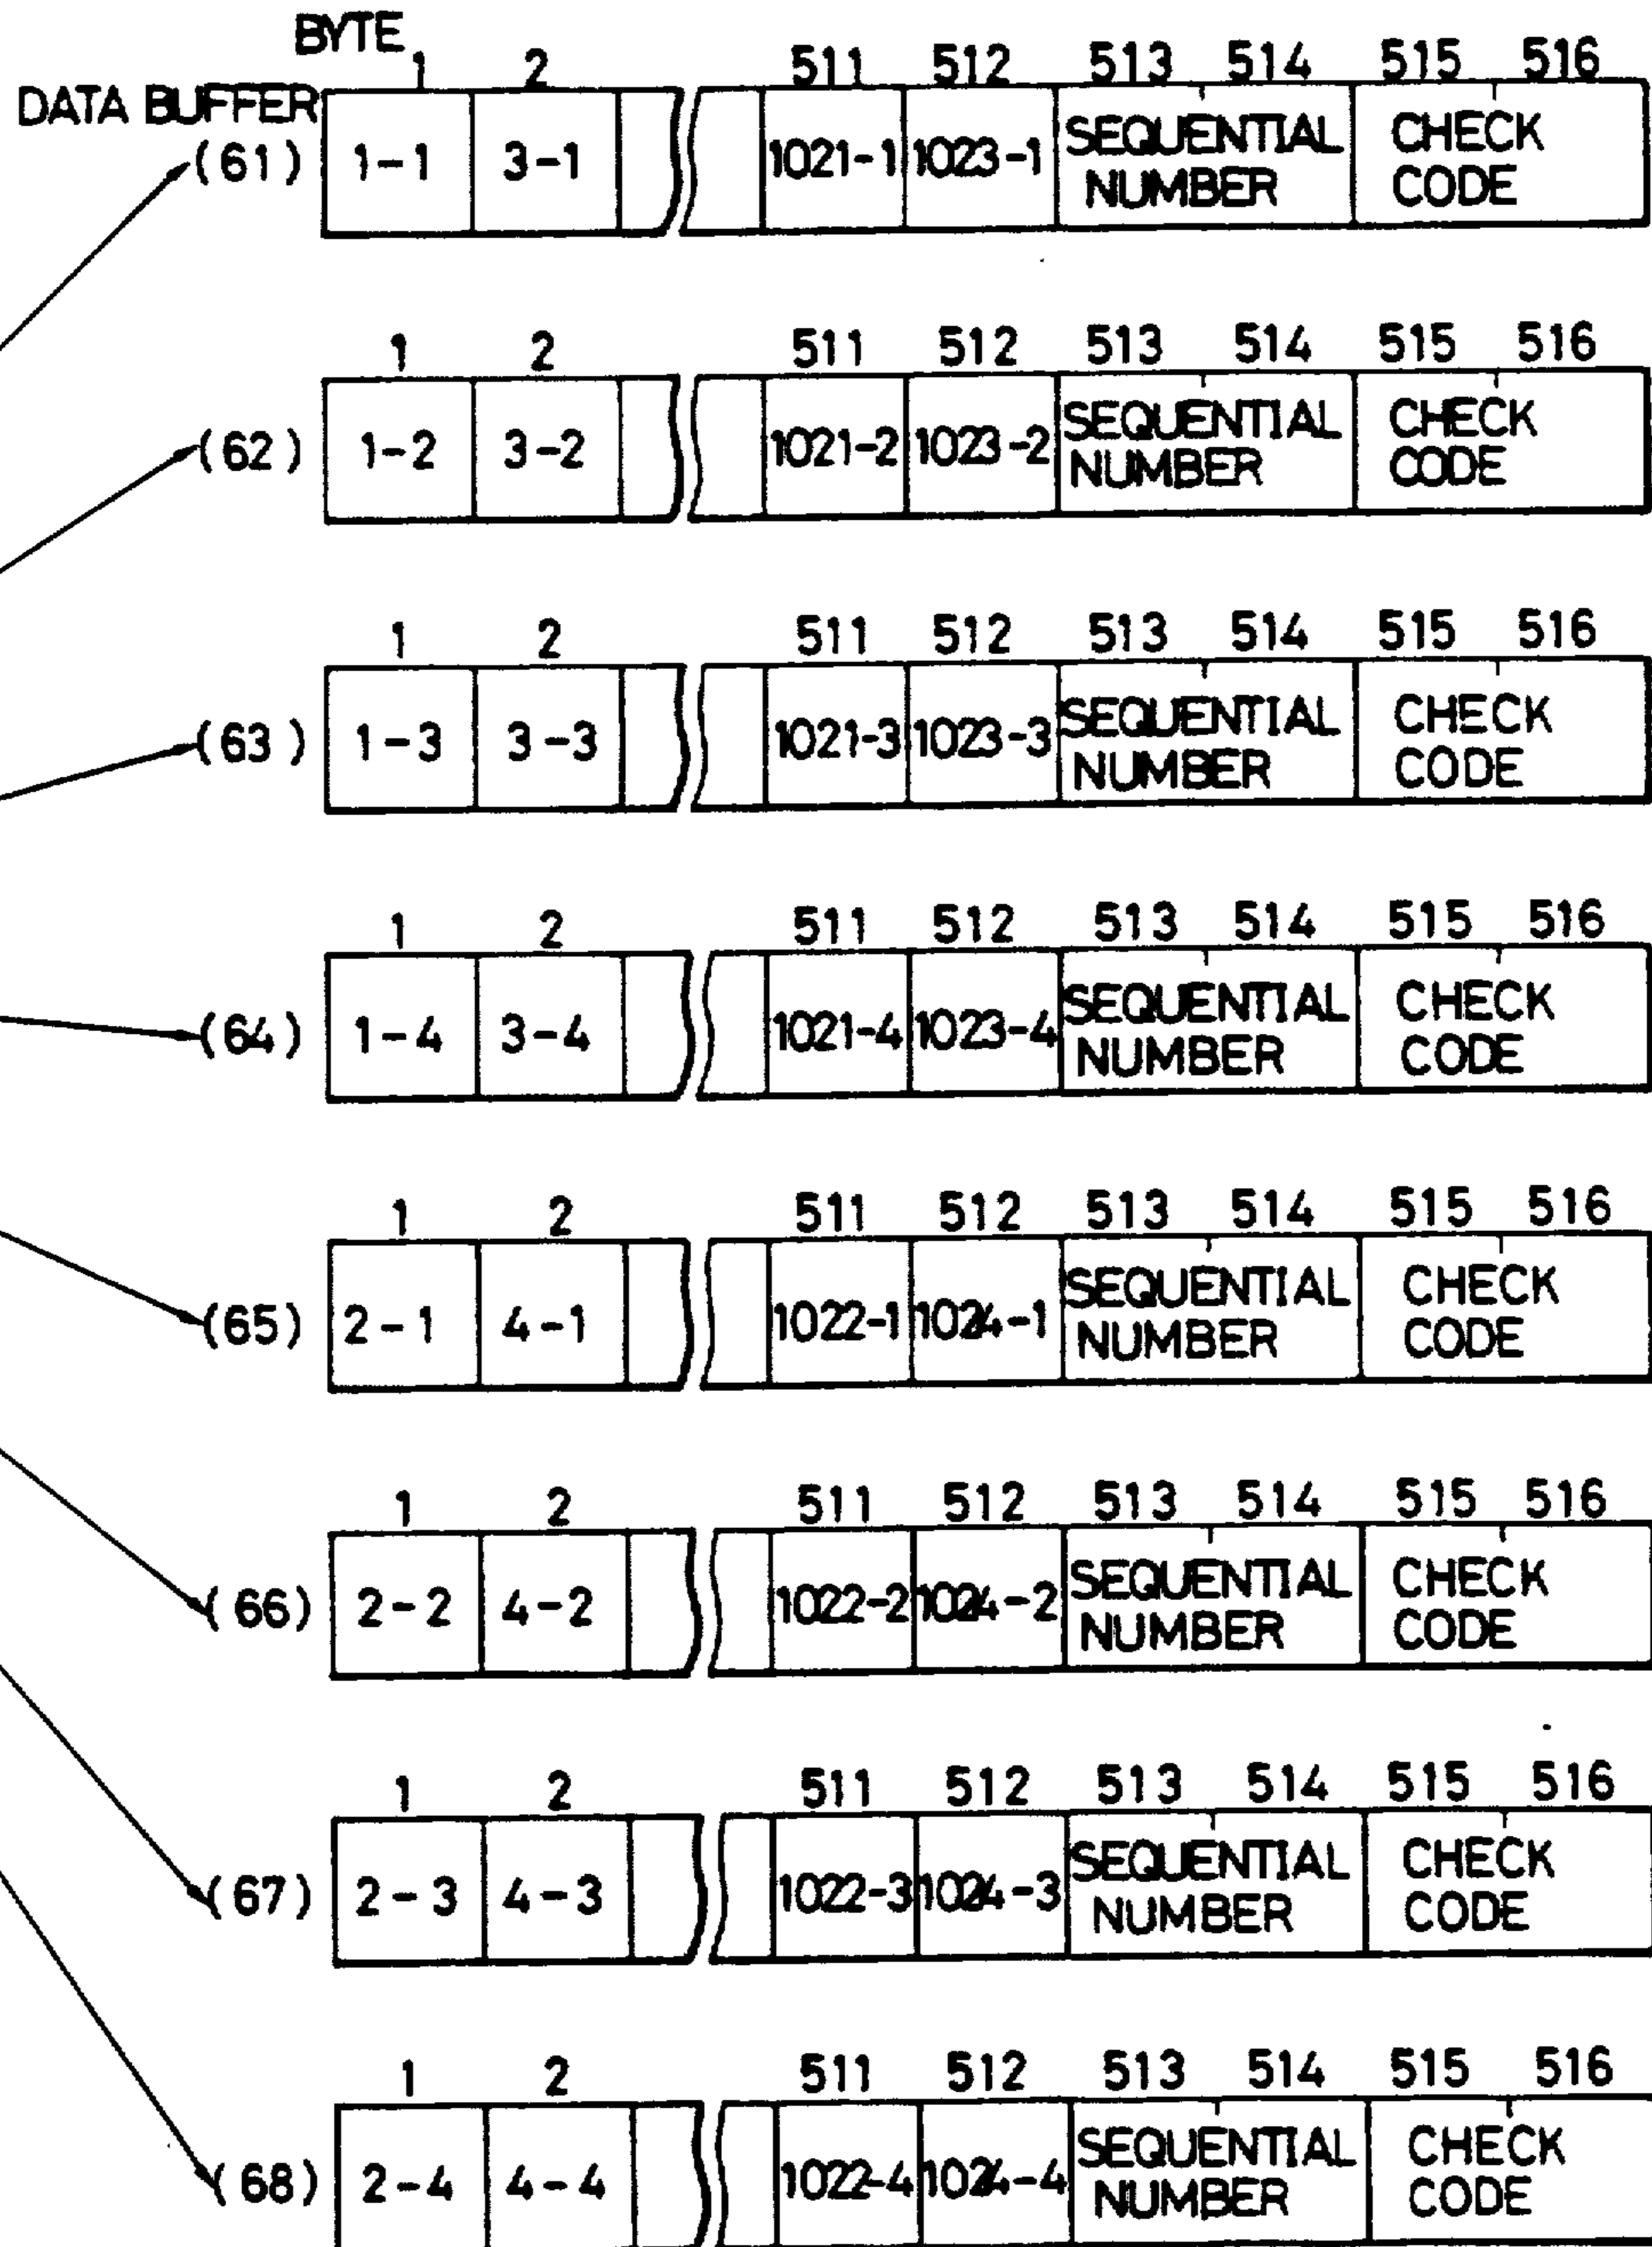 BYTE
1 2 511 512 513 514 515 516
DATA BUFFER
(61) 1-1 3-1 1021-1 1023-1 SEQUENTIAL NUMBER CHECK CODE
1 2 511 512 513 514 515 516
(62) 1-2 3-2 1021-2 1023-2 SEQUENTIAL NUMBER CHECK CODE
1 2 511 512 513 514 515 516
(63) 1-3 3-3 1021-3 1023-3 SEQUENTIAL NUMBER CHECK CODE
1 2 511 512 513 514 515 516
(64) 1-4 3-4 1021-4 1023-4 SEQUENTIAL NUMBER CHECK CODE
1 2 511 512 513 514 515 516
(65) 2-1 4-1 1022-1 1024-1 SEQUENTIAL NUMBER CHECK CODE
1 2 511 512 513 514 515 516
(66) 2-2 4-2 1022-2 1024-2 SEQUENTIAL NUMBER CHECK CODE
1 2 511 512 513 514 515 516
(67) 2-3 4-3 1022-3 1024-3 SEQUENTIAL NUMBER CHECK CODE
1 2 511 512 513 514 515 516
(68) 2-4 4-4 1022-4 1024-4 SEQUENTIAL NUMBER CHECK CODE